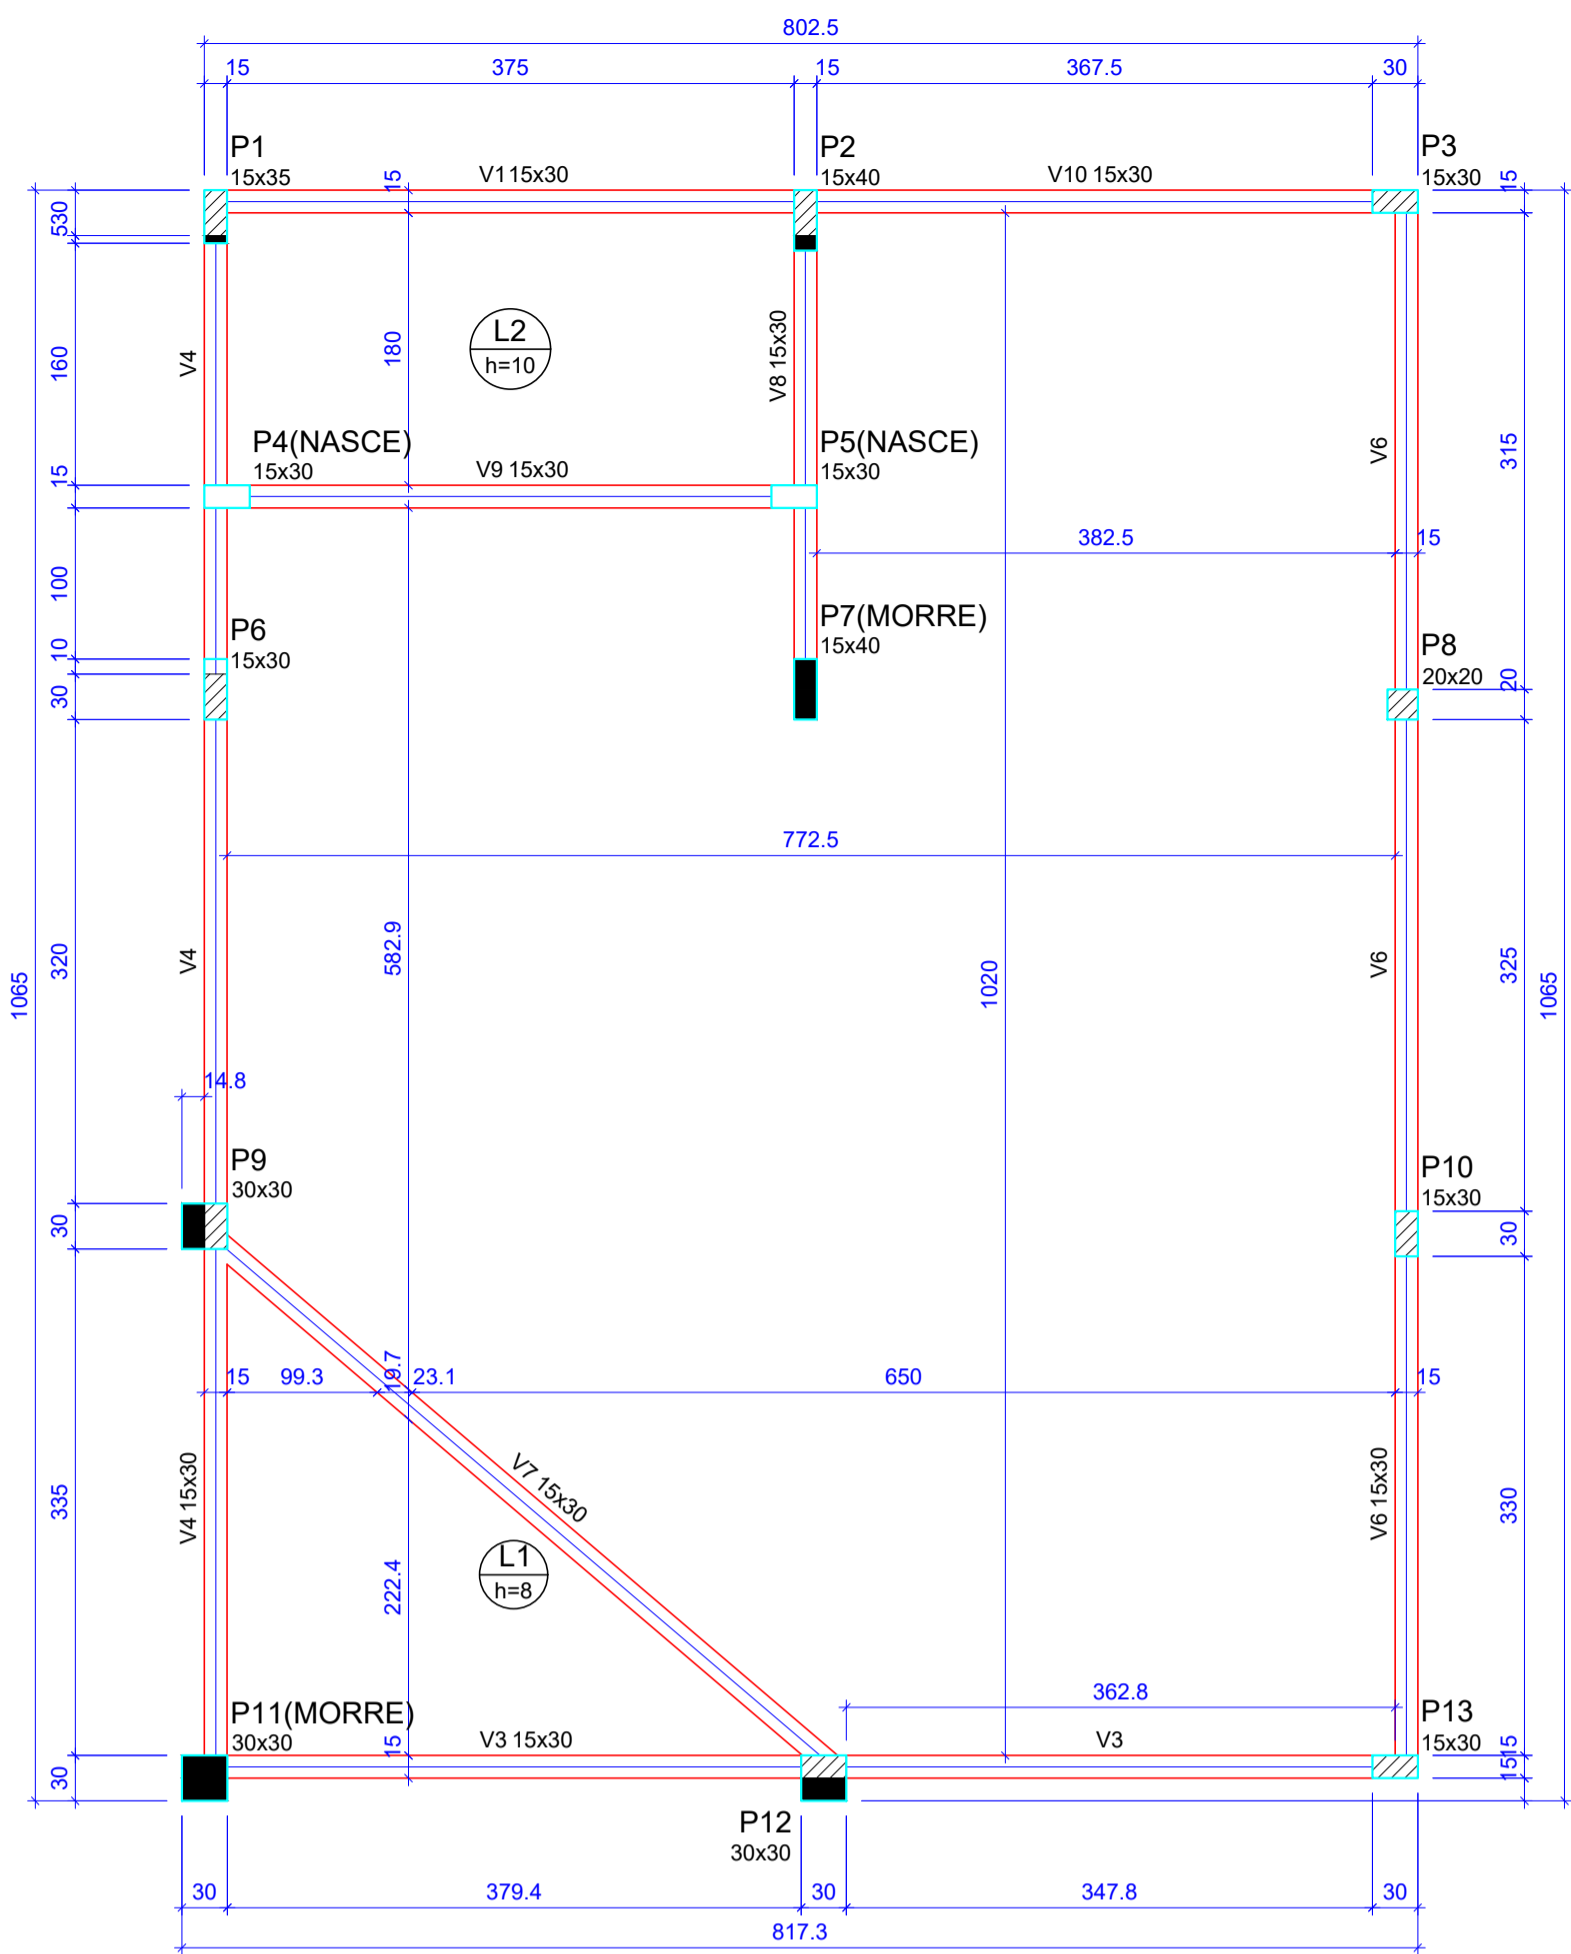 802.5
15
375
15
367.5
30
P1
15x35
V115x30
P2
15x40
V10 15x30
P3
15x30
15
15
530
V4
160
180
L2
h=10
V8 15x30
V6
315
P4(NASCE)
15x30
V9 15x30
P5(NASCE)
15x30
15
382.5
15
100
P6
15x30
10
30
P7(MORRE)
15x40
P8
20x20
20
772.5
V4
320
582.9
1065
1020
V6
325
1065
14.8
P9
30x30
30
P10
15x30
30
15
99.3
19.7
23.1
650
15
V4 15x30
335
V7 15x30
L1
h=8
222.4
V6 15x30
330
362.8
P11(MORRE)
30x30
V3 15x30
15
V3
P13
15x30
1515
30
P12
30x30
30
379.4
30
347.8
30
817.3